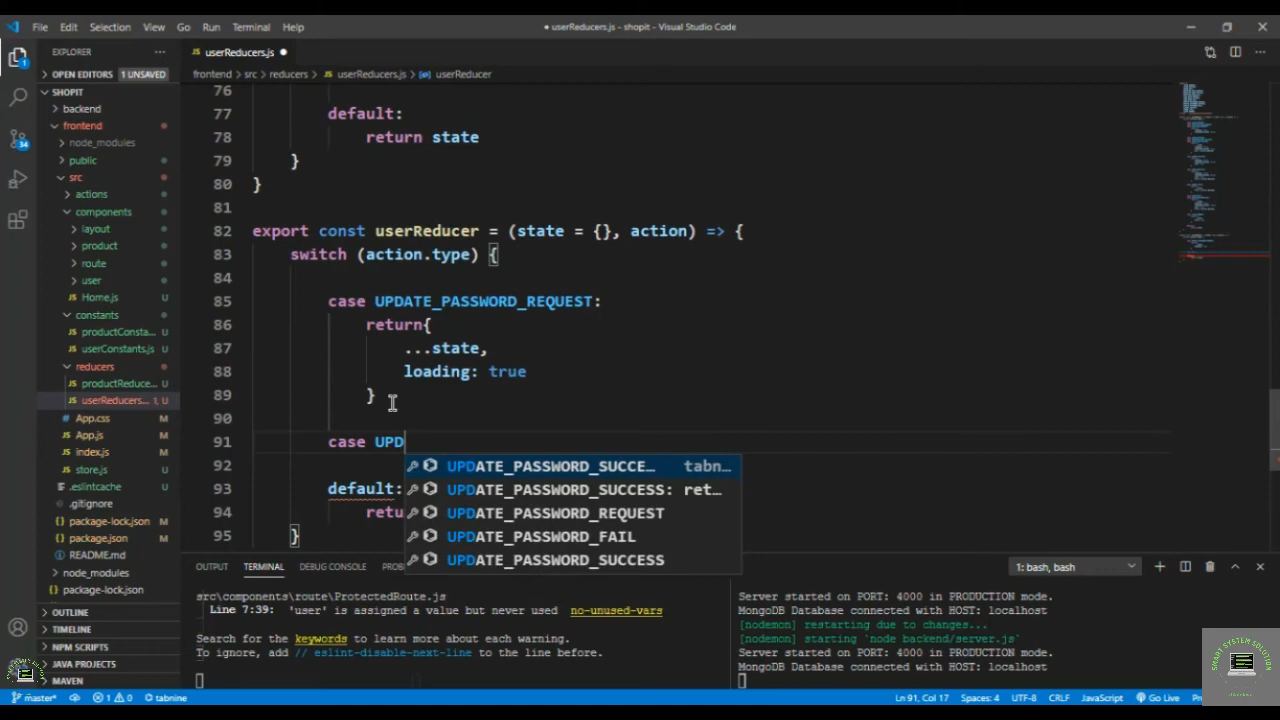 File Edit Selection View Go Run Terminal Help
● userReducers.js - shopit - Visual Studio Code
EXPLORER
OPEN EDITORS 1 UNSAVED
SHOPIT
backend
frontend
node_modules
public
src
actions
components
layout
product
route
user
Home.js U
constants
productConsta... U
userConstants.js U
reducers
productReduce... U
userReducers... 1, U
App.css M
App.js M
index.js M
store.js U
.eslintcache U
.gitignore
package-lock.json M
package.json M
README.md
node_modules
package-lock.json
OUTLINE
TIMELINE
NPM SCRIPTS
JAVA PROJECTS
MAVEN
JS userReducers.js ●
frontend > src > reducers > JS userReducers.js > userReducer
76
77 default:
78 return state
79 }
80 }
81
82 export const userReducer = (state = {}, action) => {
83 switch (action.type) {
84
85 case UPDATE_PASSWORD_REQUEST:
86 return{
87 ...state,
88 loading: true
89 }
90
91 case UPD
92
93 default:
94 retu
95 }
UPDATE_PASSWORD_SUCCE… tabn…
UPDATE_PASSWORD_SUCCESS: ret…
UPDATE_PASSWORD_REQUEST
UPDATE_PASSWORD_FAIL
UPDATE_PASSWORD_SUCCESS
OUTPUT TERMINAL DEBUG CONSOLE
1: bash, bash
src\components\route\ProtectedRoute.js
Line 7:39: 'user' is assigned a value but never used no-unused-vars
Search for the keywords to learn more about each warning.
To ignore, add // eslint-disable-next-line to the line before.
Server started on PORT: 4000 in PRODUCTION mode.
MongoDB Database connected with HOST: localhost
[nodemon] restarting due to changes...
[nodemon] starting `node backend/server.js`
Server started on PORT: 4000 in PRODUCTION mode.
MongoDB Database connected with HOST: localhost
SMART SYSTEM SOLUTION
master* 1 0 tabnine
Ln 91, Col 17 Spaces: 4 UTF-8 CRLF JavaScript Go Live